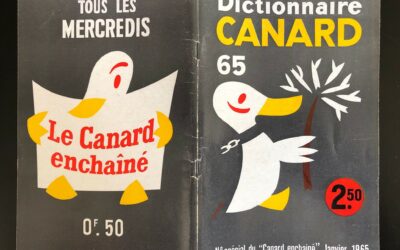 TOUS LES
MERCREDIS
Le Canard
enchaîné
0F. 50
Dictionnaire
CANARD
65
2.50
N° spécial du "Canard enchaîné" Janvier 1965